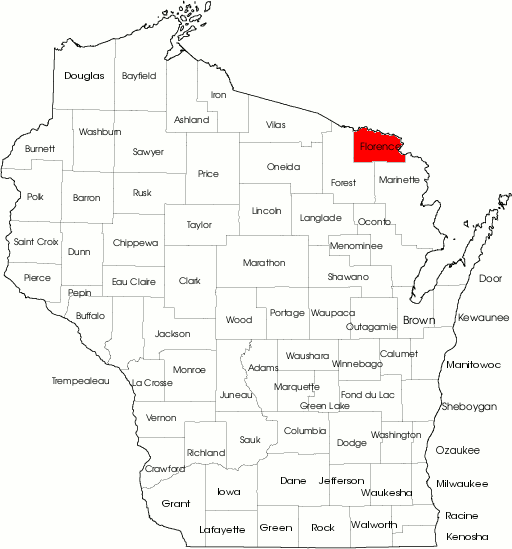 Douglas
Bayfield
Iron
Ashland
Vilas
Washburn
Burnett
Sawyer
Florence
Price
Oneida
Forest
Marinette
Polk
Barron
Rusk
Lincoln
Langlade
Oconto
Taylor
Saint Croix
Dunn
Chippewa
Menominee
Marathon
Shawano
Pierce
Eau Claire
Clark
Door
Pepin
Buffalo
Wood
Portage
Waupaca
Outagamie
Brown
Kewaunee
Jackson
Trempealeau
La Crosse
Monroe
Adams
Waushara
Winnebago
Calumet
Manitowoc
Juneau
Marquette
Green Lake
Fond du Lac
Sheboygan
Vernon
Sauk
Columbia
Dodge
Washington
Ozaukee
Richland
Crawford
Grant
Iowa
Dane
Jefferson
Waukesha
Milwaukee
Lafayette
Green
Rock
Walworth
Racine
Kenosha